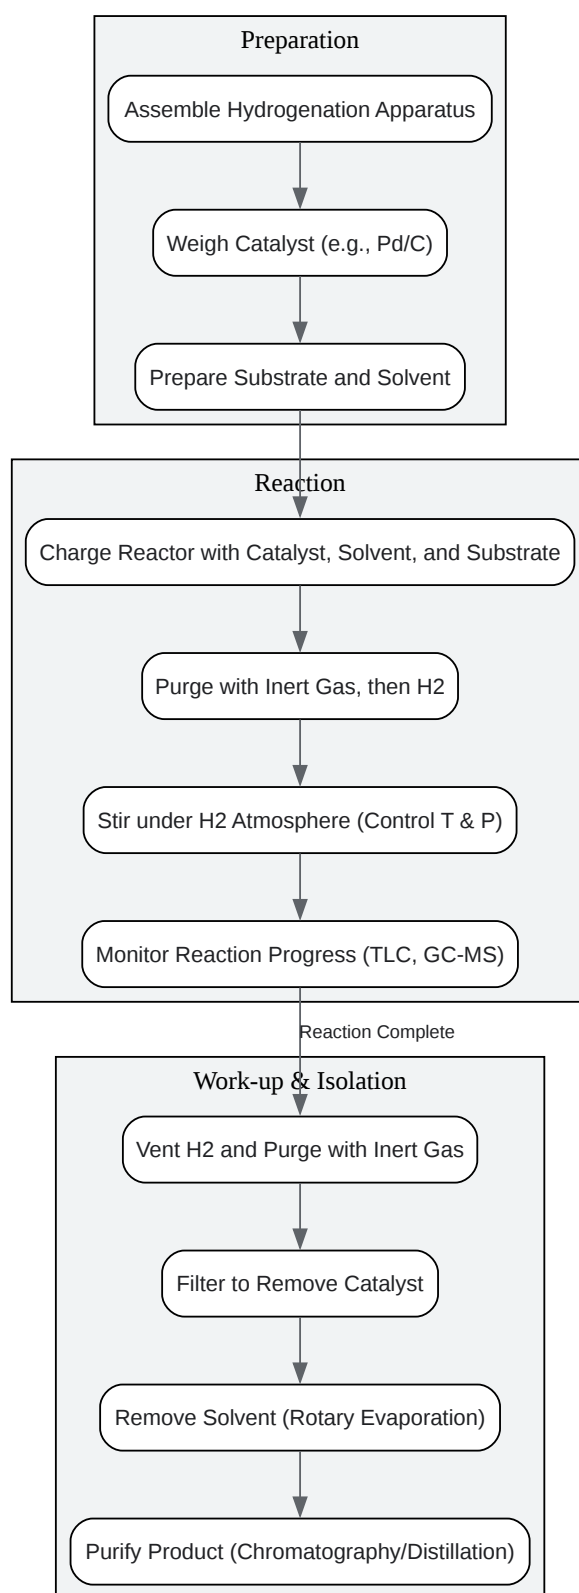 Preparation
Assemble Hydrogenation Apparatus
Weigh Catalyst (e.g., Pd/C)
Prepare Substrate and Solvent
Reaction
Charge Reactor with Catalyst, Solvent, and Substrate
Purge with Inert Gas, then H2
Stir under H2 Atmosphere (Control T & P)
Monitor Reaction Progress (TLC, GC-MS)
Reaction Complete
Work-up & Isolation
Vent H2 and Purge with Inert Gas
Filter to Remove Catalyst
Remove Solvent (Rotary Evaporation)
Purify Product (Chromatography/Distillation)